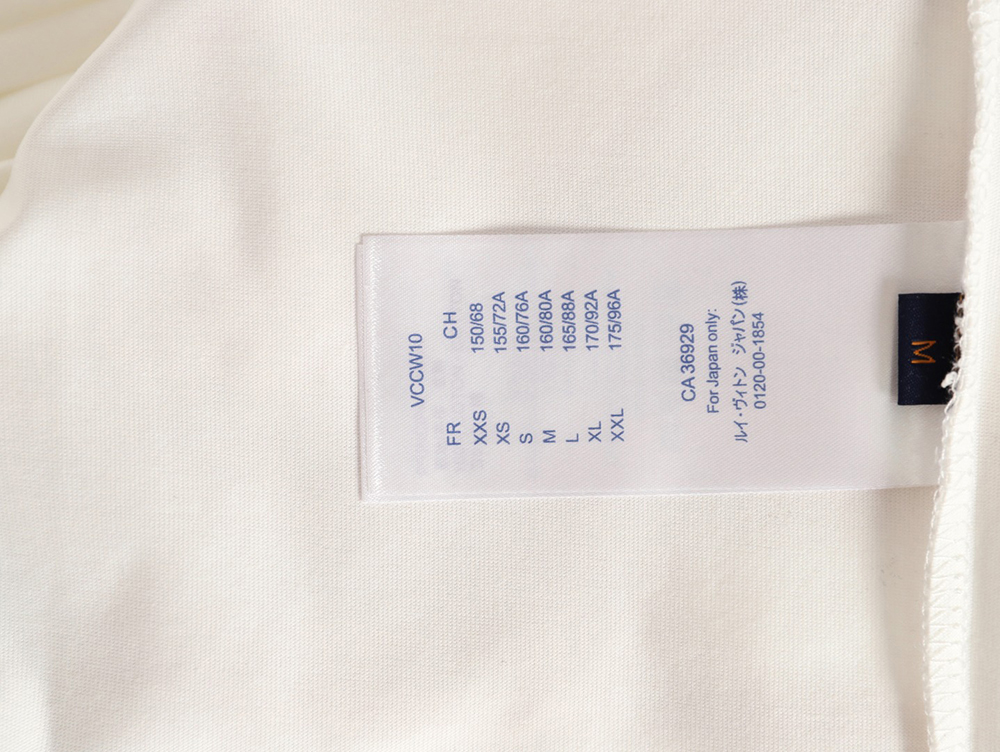 VCCW10
FR CH
XXS 150/68
XS 155/72A
S 160/76A
M 160/80A
L 165/88A
XL 170/92A
XXL 175/96A
CA 36929
For Japan only:
ルイ・ヴィトン ジャパン(株)
0120-00-1854
M